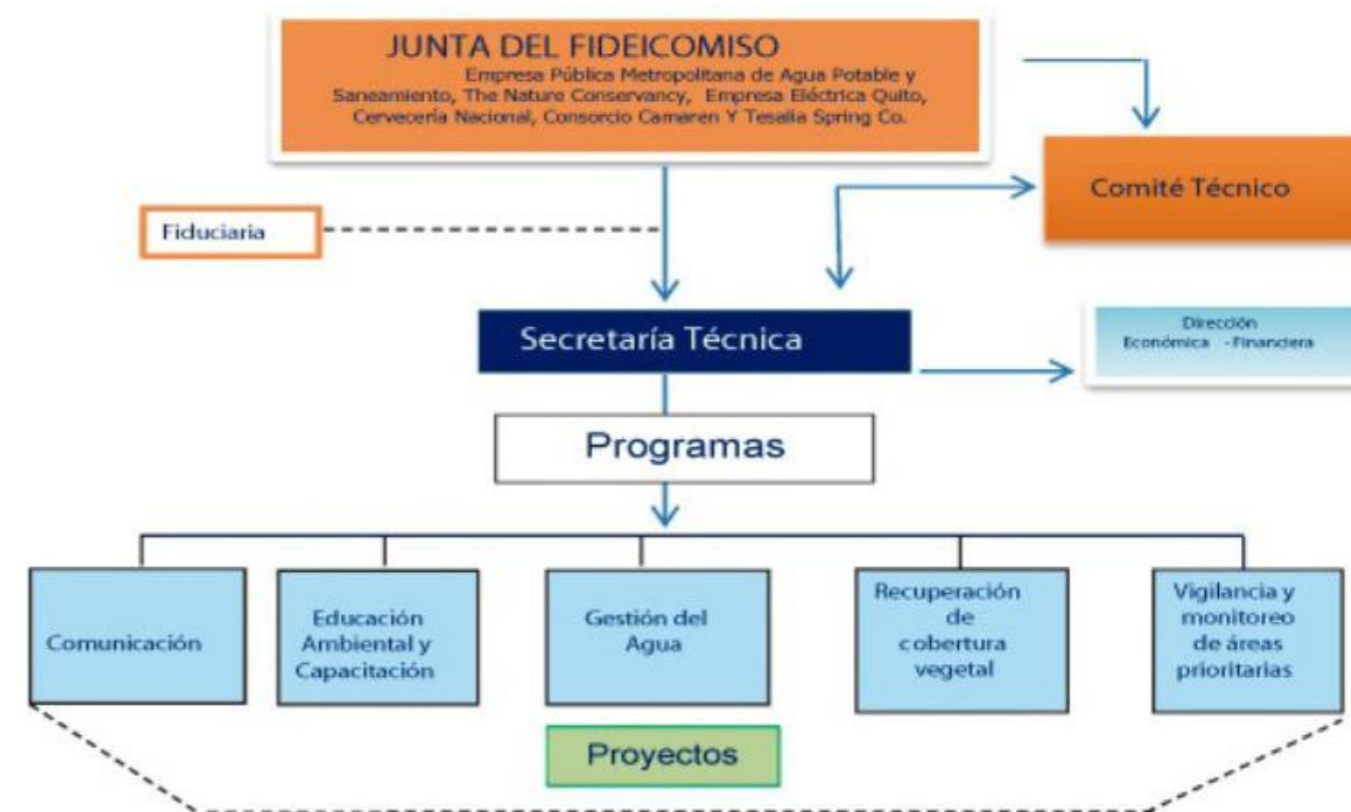 JUNTA DEL FIDEICOMISO
Empresa Pública Metropolitana de Agua Potable y
Saneamiento, The Nature Conservancy, Empresa Eléctrica Quito,
Cervecería Nacional, Consorcio Camaren Y Tesalia Spring Co.
Comité Técnico
Fiduciaria
Secretaría Técnica
Dirección
Económica - Financiera
Programas
Comunicación
Educación
Ambiental y
Capacitación
Gestión del
Agua
Recuperación
de
cobertura
vegetal
Vigilancia y
monitoreo
de áreas
prioritarias
Proyectos